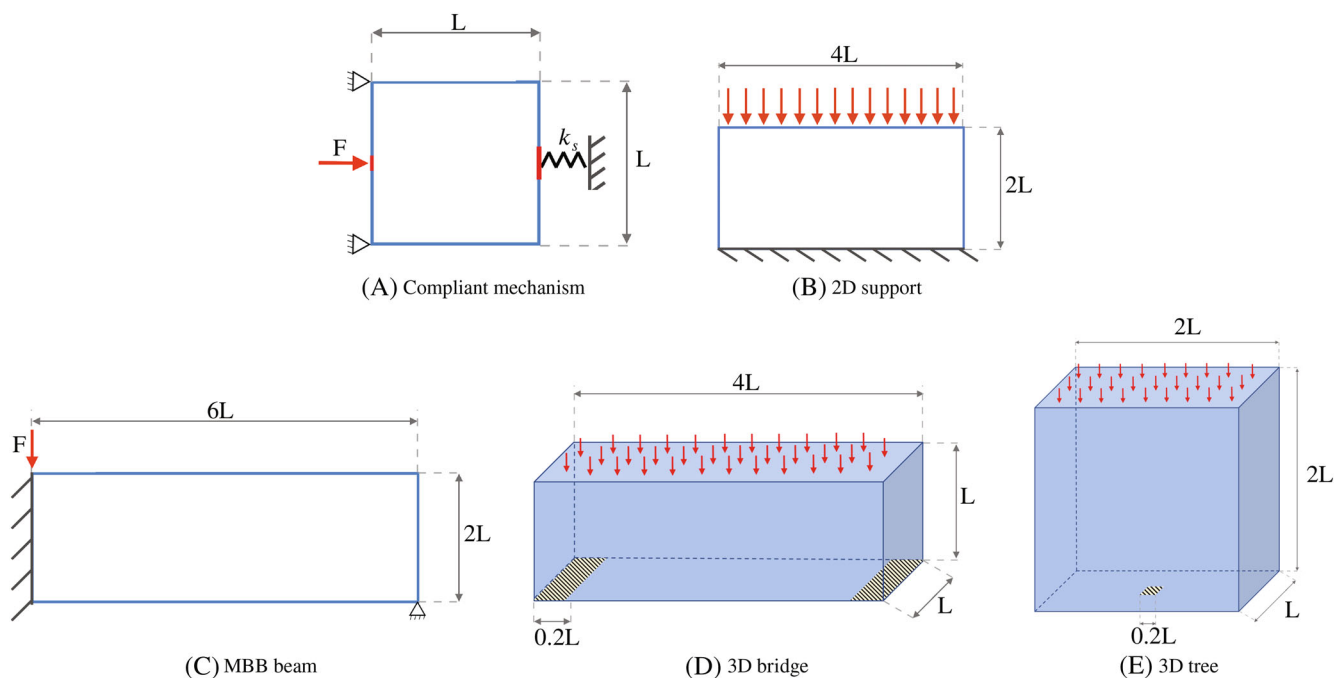 L
4L
F
k_s
L
2L
(A) Compliant mechanism
(B) 2D support
2L
6L
4L
F
L
2L
2L
L
L
0.2L
0.2L
(C) MBB beam
(D) 3D bridge
(E) 3D tree